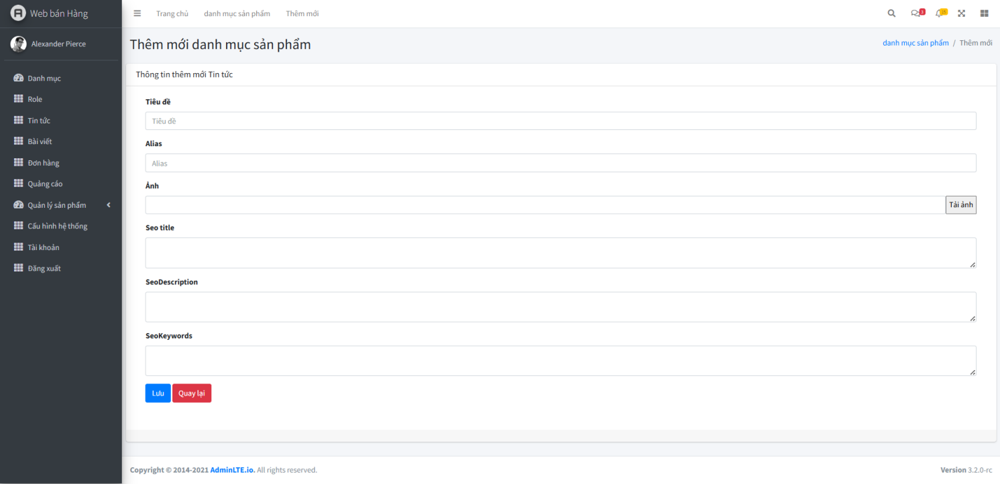 Web bán Hàng
Trang chủ danh mục sản phẩm Thêm mới
3
15
Alexander Pierce
Danh mục
Role
Tin tức
Bài viết
Đơn hàng
Quảng cáo
Quản lý sản phẩm
Cấu hình hệ thống
Tài khoản
Đăng xuất
Thêm mới danh mục sản phẩm
danh mục sản phẩm / Thêm mới
Thông tin thêm mới Tin tức
Tiêu đề
Tiêu đề
Alias
Alias
Ảnh
Tải ảnh
Seo title
SeoDescription
SeoKeywords
Lưu Quay lại
Copyright © 2014-2021 AdminLTE.io. All rights reserved.
Version 3.2.0-rc